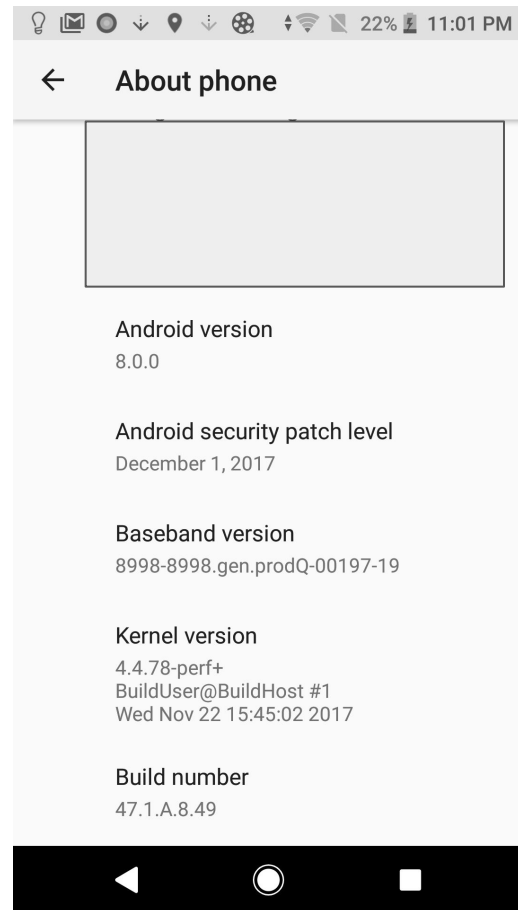 22% 11:01 PM
About phone
Android version
8.0.0
Android security patch level
December 1, 2017
Baseband version
8998-8998.gen.prodQ-00197-19
Kernel version
4.4.78-perf+
BuildUser@BuildHost #1
Wed Nov 22 15:45:02 2017
Build number
47.1.A.8.49